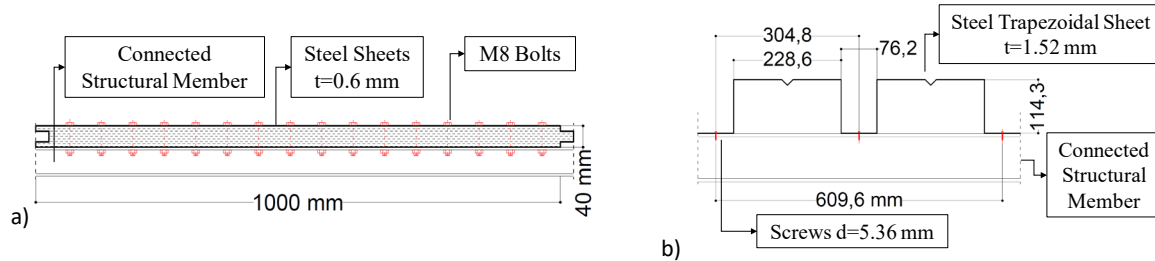 Connected
Structural Member
Steel Sheets
t=0.6 mm
M8 Bolts
1000 mm
40 mm
a)
Steel Trapezoidal Sheet
t=1.52 mm
304,8
76,2
228,6
114,3
609,6 mm
Connected
Structural
Member
Screws d=5.36 mm
b)